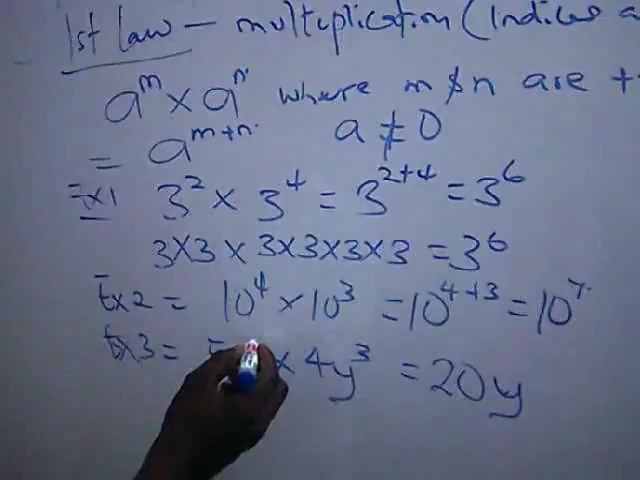 1st law - multiplication (Indices a
a^m × a^n where m & n are +
= a^{m+n} a ≠ 0
Ex1 3^2 × 3^4 = 3^{2+4} = 3^6
3×3 × 3×3×3×3 = 3^6
Ex2 = 10^4 × 10^3 = 10^{4+3} = 10^7
Ex3 = × 4y^3 = 20y